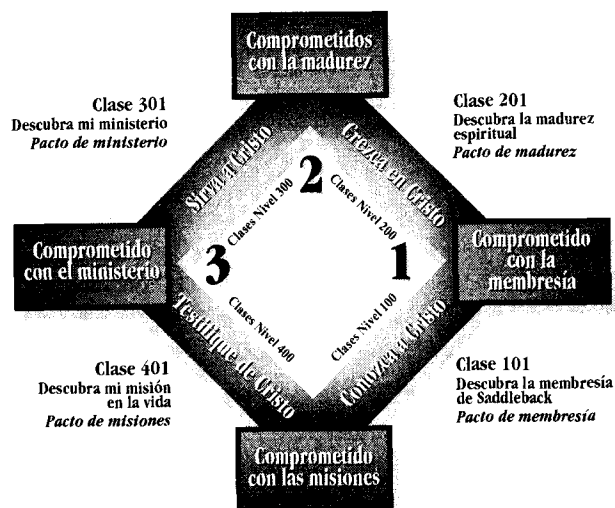 Comprometidos
con la madurez
Clase 301
Descubra mi ministerio
Pacto de ministerio
Clase 201
Descubra la madurez
espiritual
Pacto de madurez
Sirva a Cristo
Crezca en Cristo
2
Clases Nivel 300
Clases Nivel 200
Comprometido
con el ministerio
3
1
Comprometido
con la
membresía
Clases Nivel 400
Clases Nivel 100
Testifique de Cristo
Conozca a Cristo
Clase 401
Descubra mi misión
en la vida
Pacto de misiones
Clase 101
Descubra la membresía
de Saddleback
Pacto de membresía
Comprometido
con las misiones